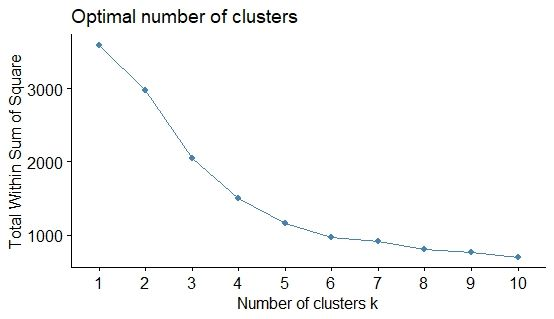 Optimal number of clusters
Total Within Sum of Square
3000
2000
1000
1 2 3 4 5 6 7 8 9 10
Number of clusters k